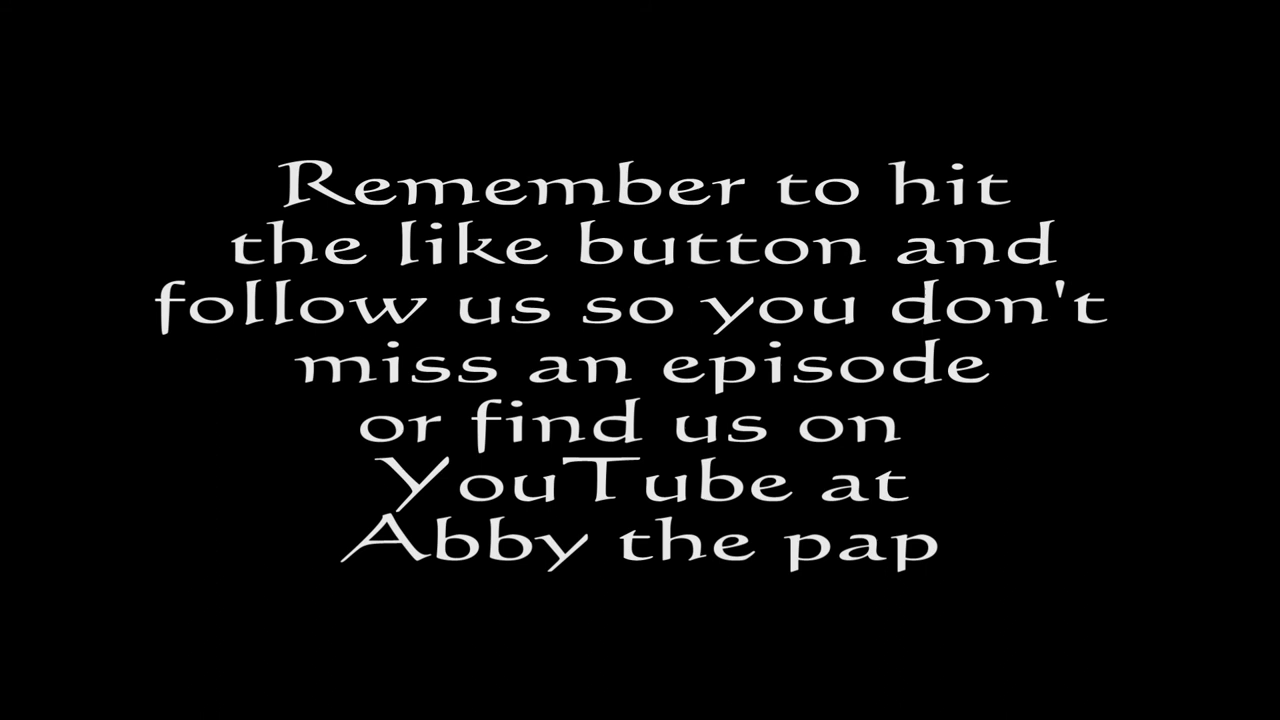 Remember to hit
the like button and
follow us so you don't
miss an episode
or find us on
YouTube at
Abby the pap